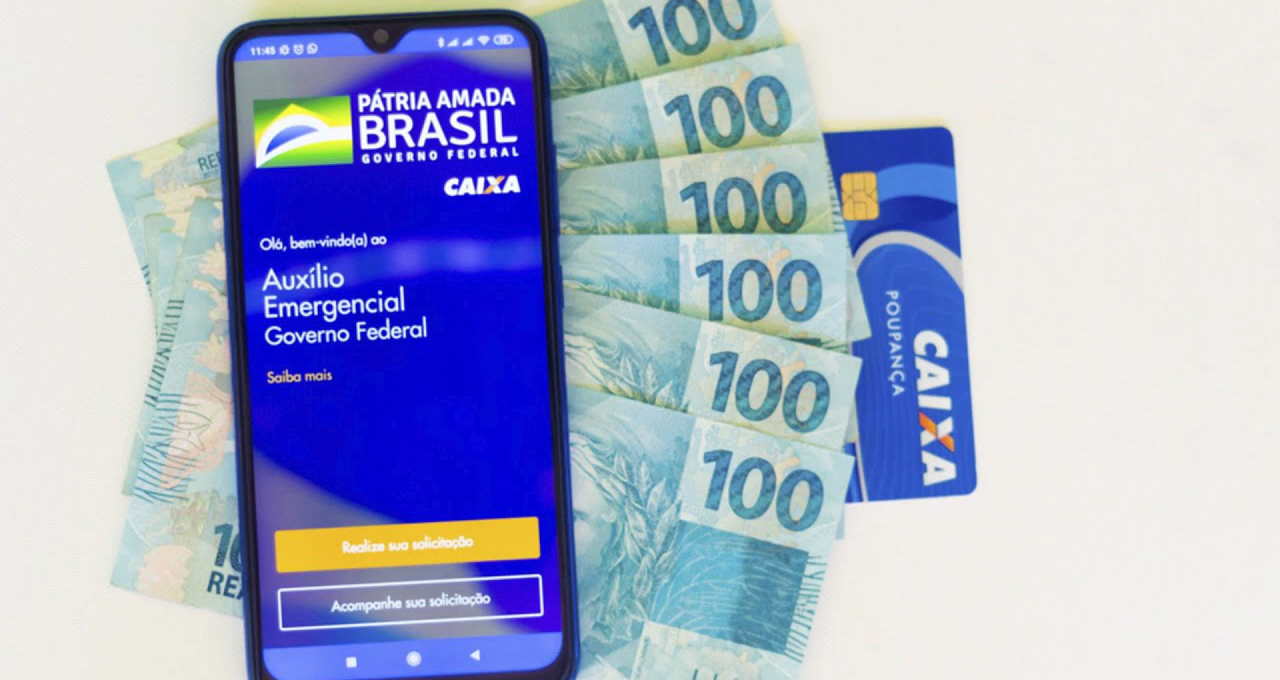 11:45
PÁTRIA AMADA
BRASIL
GOVERNO FEDERAL
CAIXA
Olá, bem-vindo(a) ao
Auxílio
Emergencial
Governo Federal
Saiba mais
Realize sua solicitação
Acompanhe sua solicitação
100
100
100
100
100
100
POUPANÇA
CAIXA